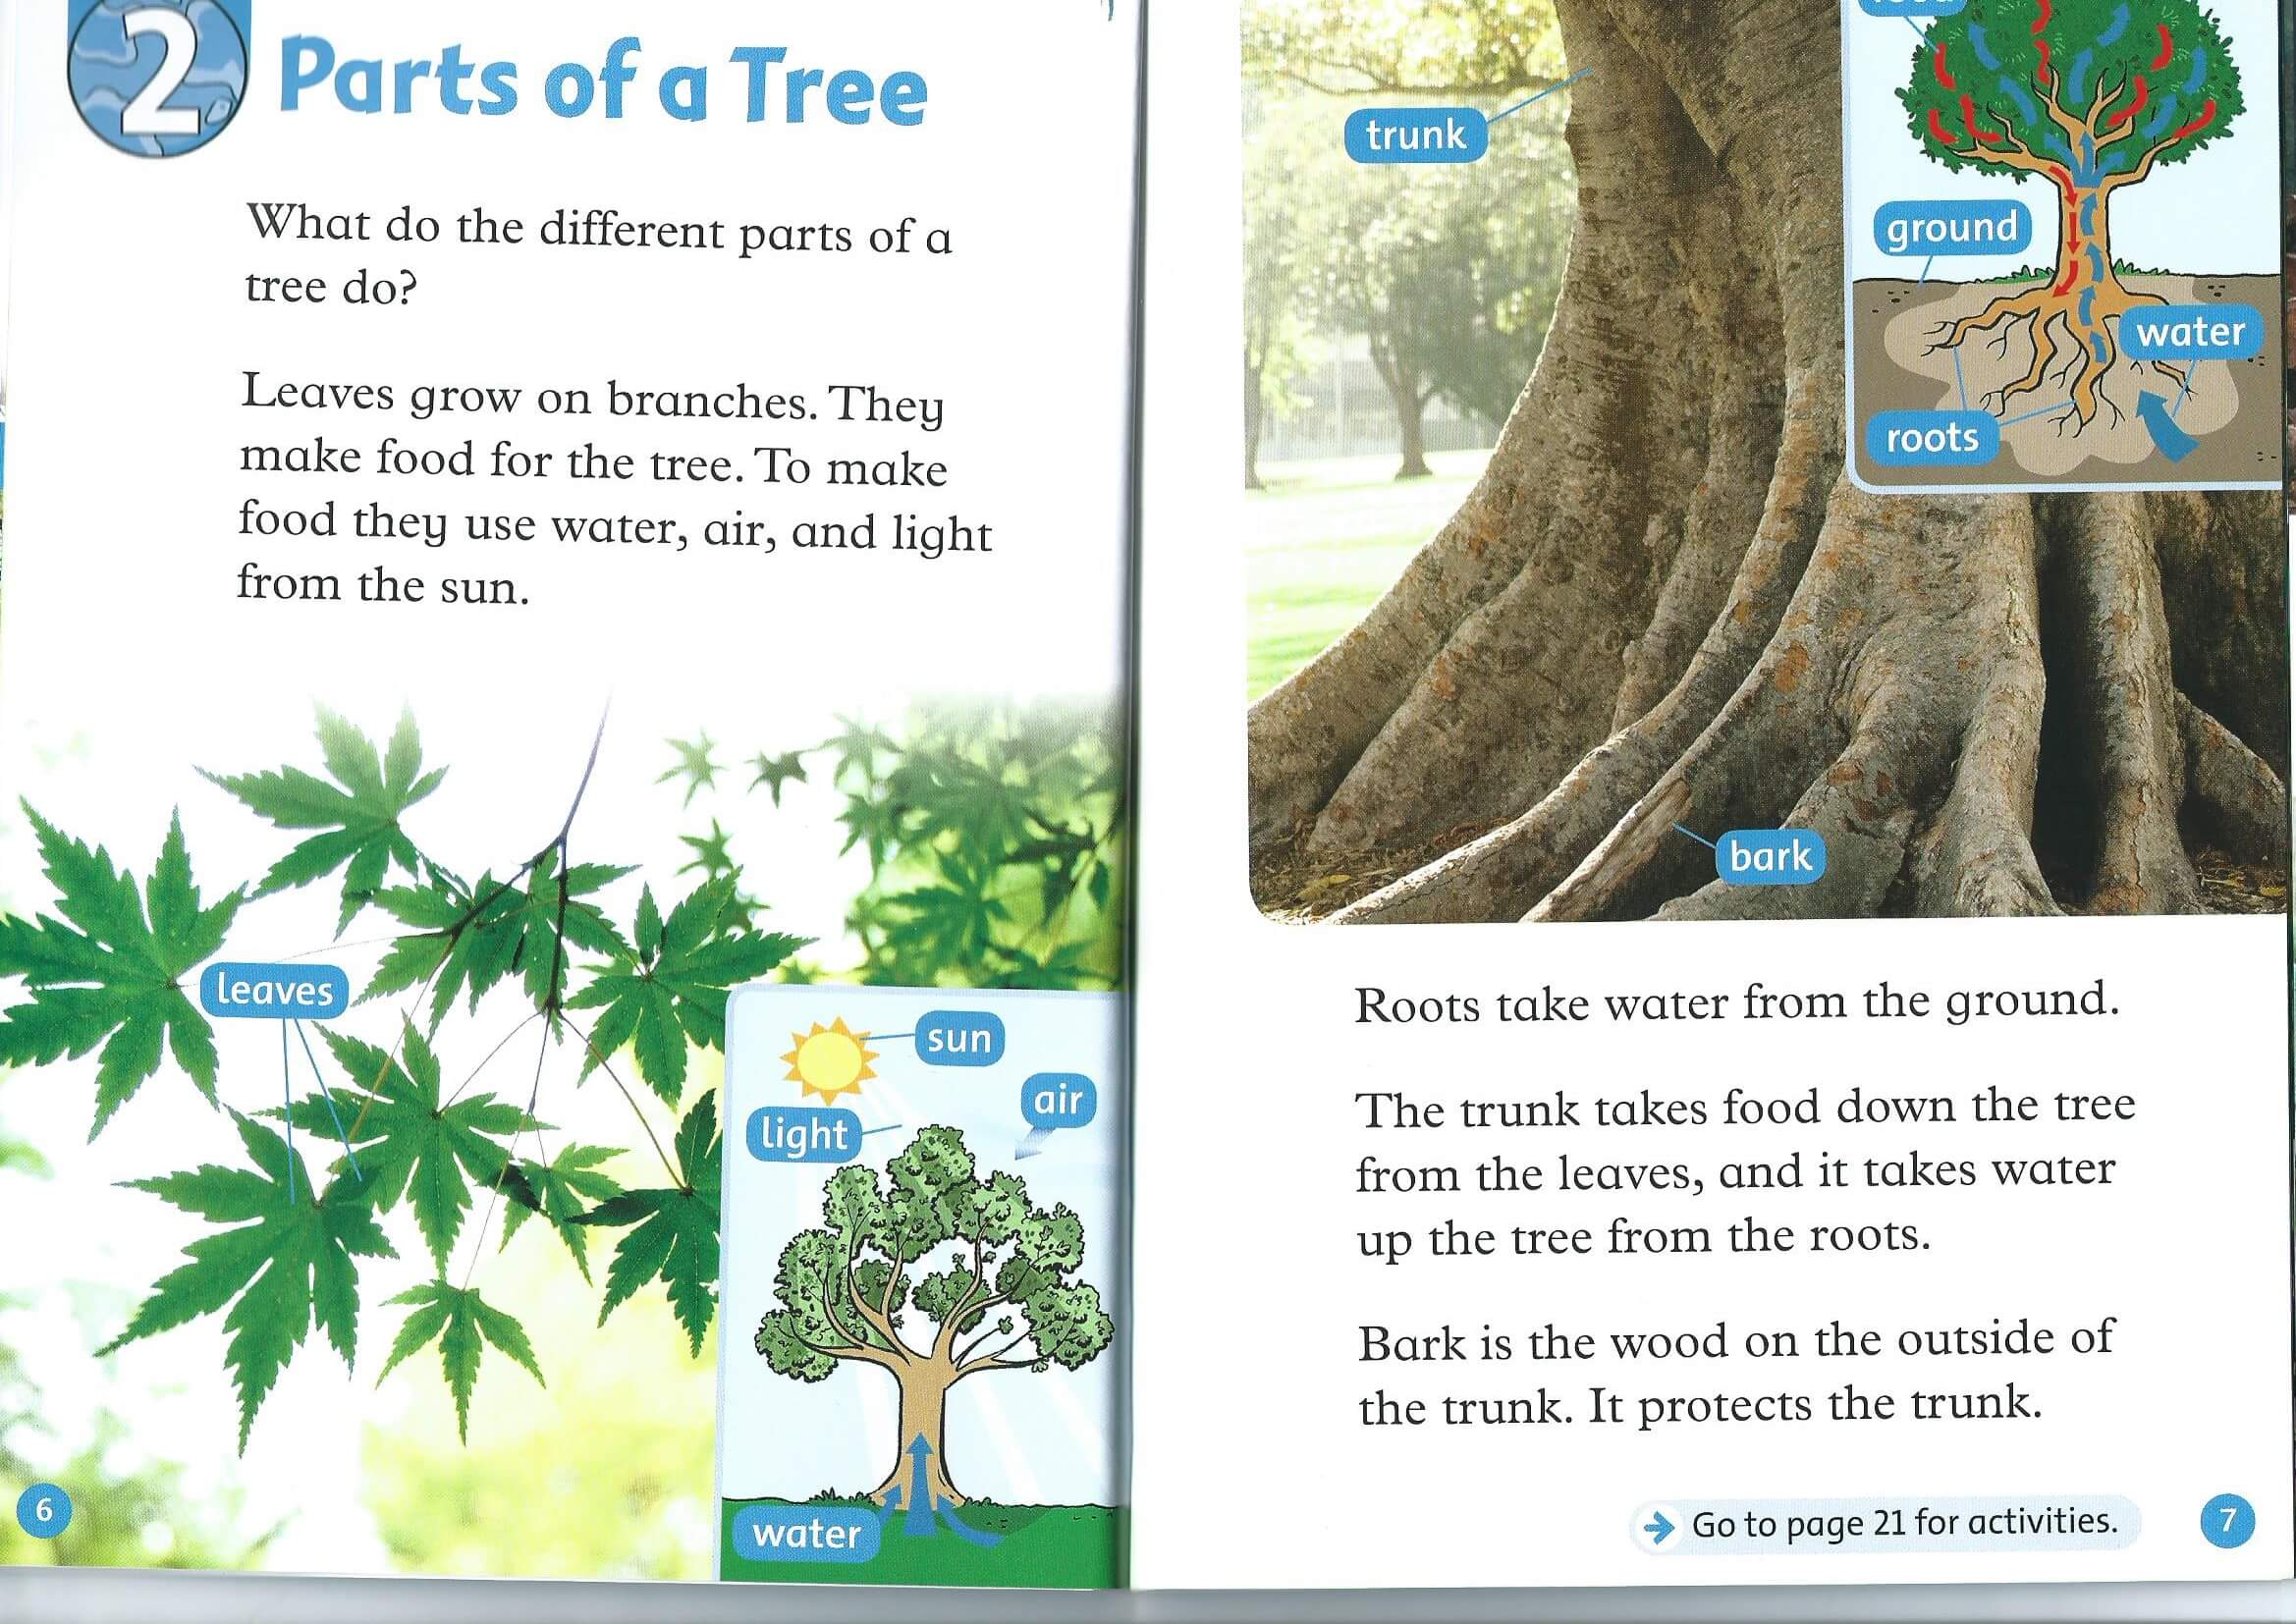 2
Parts of a Tree
What do the different parts of a
tree do?
Leaves grow on branches. They
make food for the tree. To make
food they use water, air, and light
from the sun.
leaves
sun
air
light
water
6
trunk
ground
water
roots
bark
Roots take water from the ground.
The trunk takes food down the tree
from the leaves, and it takes water
up the tree from the roots.
Bark is the wood on the outside of
the trunk. It protects the trunk.
Go to page 21 for activities.
7